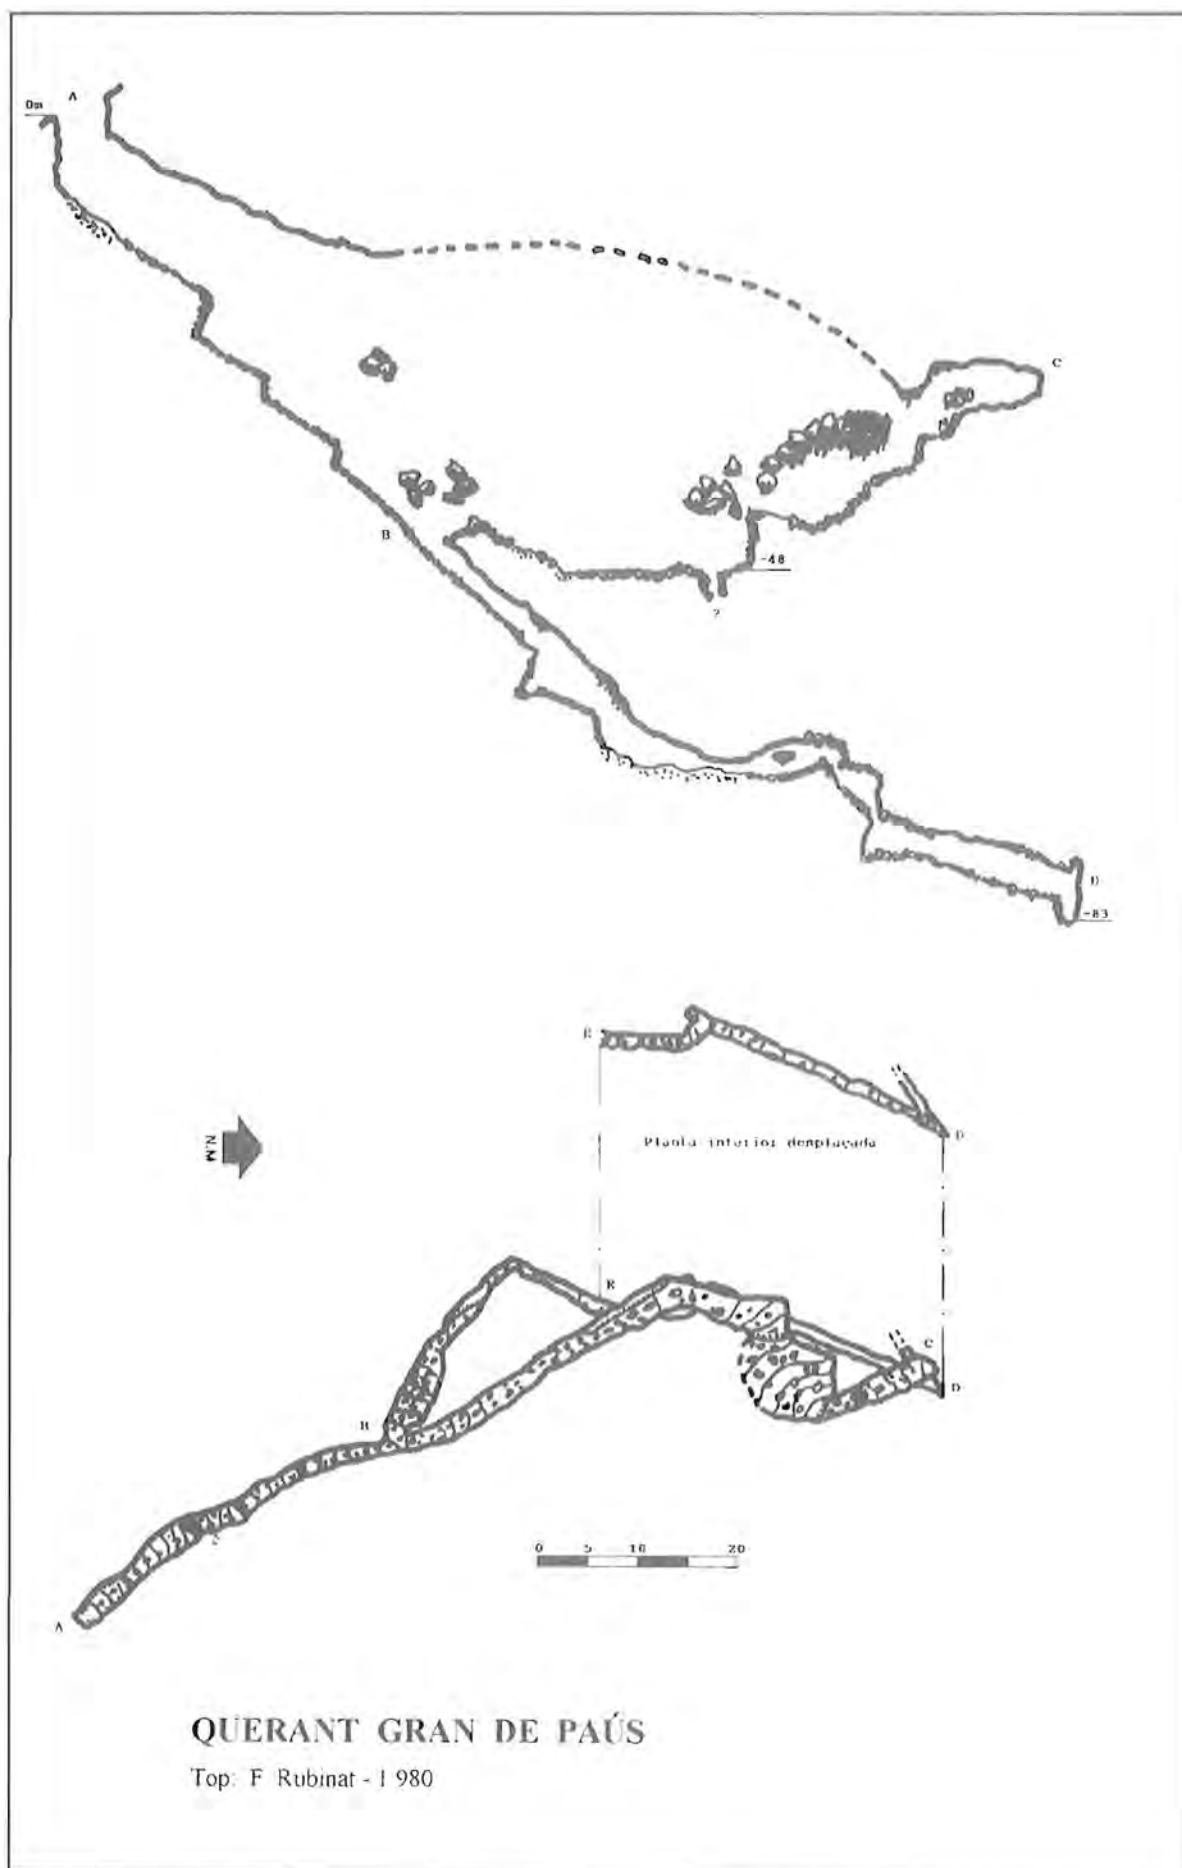 A
0m
C
B
-48
?
D
-83
E
D
N.M
Planta inferior desplaçada
E
C
D
B
A
0 5 10 20
QUERANT GRAN DE PAÚS
Top: F Rubinat - 1 980